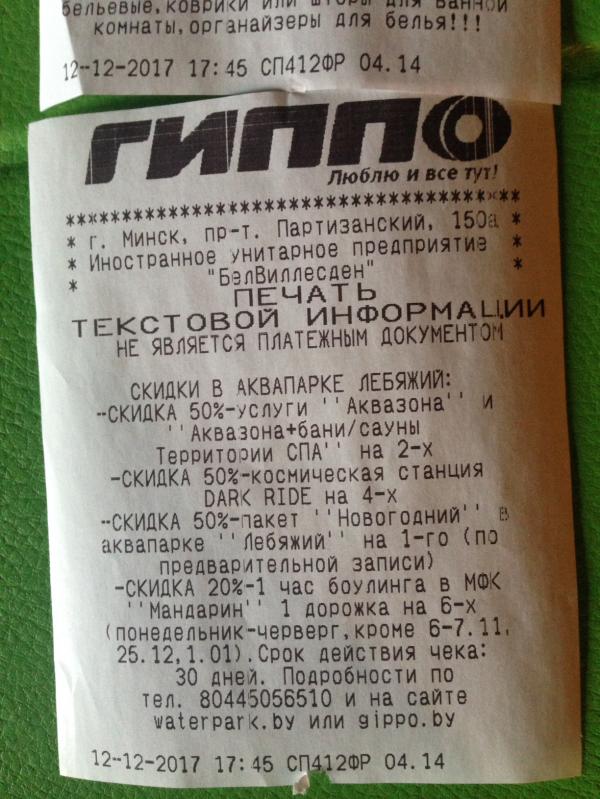 бельевые,коврики или шторы для ванной
комнаты,органайзеры для белья!!!
12-12-2017 17:45 СП412ФР 04.14
ГИППО
Люблю и все тут!
************************************************
* г. Минск, пр-т. Партизанский, 150а *
* Иностранное унитарное предприятие *
* "БелВиллесден" *
ПЕЧАТЬ
ТЕКСТОВОЙ ИНФОРМАЦИИ
НЕ ЯВЛЯЕТСЯ ПЛАТЕЖНЫМ ДОКУМЕНТОМ
СКИДКИ В АКВАПАРКЕ ЛЕБЯЖИЙ:
-СКИДКА 50%-услуги ''Аквазона'' и
''Аквазона+бани/сауны
Территории СПА'' на 2-х
-СКИДКА 50%-космическая станция
DARK RIDE на 4-х
-СКИДКА 50%-пакет ''Новогодний'' в
аквапарке ''Лебяжий'' на 1-го (по
предварительной записи)
-СКИДКА 20%-1 час боулинга в МФК
''Мандарин'' 1 дорожка на 6-х
(понедельник-черверг,кроме 6-7.11,
25.12,1.01).Срок действия чека:
30 дней. Подробности по
тел. 80445056510 и на сайте
waterpark.by или gippo.by
12-12-2017 17:45 СП412ФР 04.14